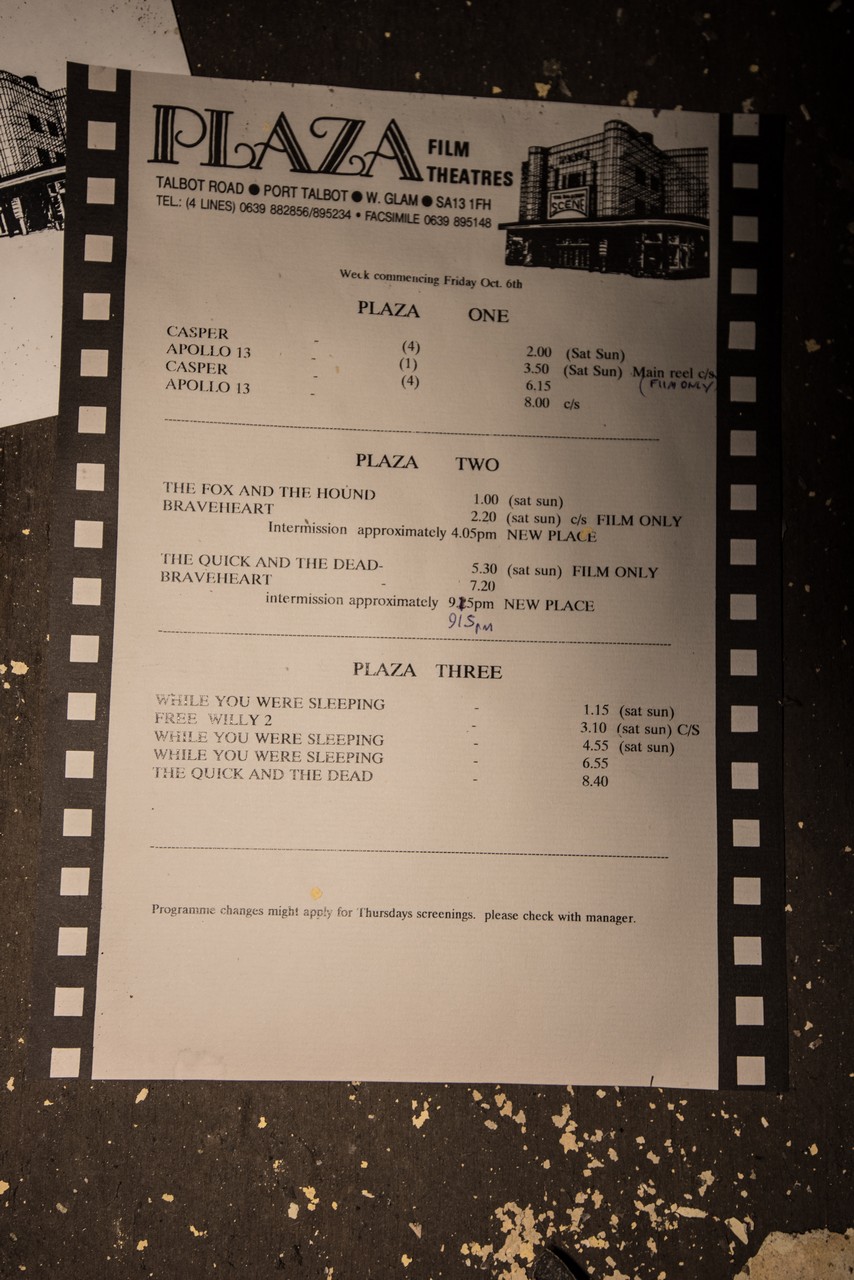 PLAZA FILM THEATRES
TALBOT ROAD ● PORT TALBOT ● W. GLAM ● SA13 1FH
TEL.: (4 LINES) 0639 882856/895234 • FACSIMILE 0639 895148
SCENE
Week commencing Friday Oct. 6th
PLAZA ONE
CASPER - (4) 2.00 (Sat Sun)
APOLLO 13 - (1) 3.50 (Sat Sun) Main reel c/s
CASPER - (4) 6.15 (FILM ONLY
APOLLO 13 - 8.00 c/s
PLAZA TWO
THE FOX AND THE HOUND 1.00 (sat sun)
BRAVEHEART 2.20 (sat sun) c/s FILM ONLY
Intermission approximately 4.05pm NEW PLACE
THE QUICK AND THE DEAD- 5.30 (sat sun) FILM ONLY
BRAVEHEART - 7.20
intermission approximately 9.25pm NEW PLACE
915pm
PLAZA THREE
WHILE YOU WERE SLEEPING - 1.15 (sat sun)
FREE WILLY 2 - 3.10 (sat sun) C/S
WHILE YOU WERE SLEEPING - 4.55 (sat sun)
WHILE YOU WERE SLEEPING - 6.55
THE QUICK AND THE DEAD - 8.40
Programme changes might apply for Thursdays screenings. please check with manager.